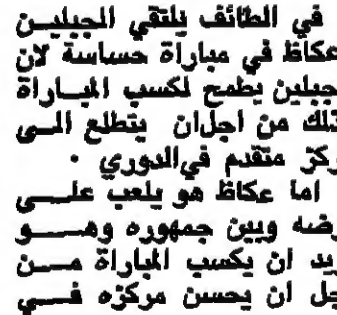 في الطائف يلتقي الجبلين
عكاظ في مباراة حساسة لان
جبلين يطمح لكسب المباراة
ذلك من اجلان يتطلع الى
ركز متقدم في الدوري .
اما عكاظ هو يلعب على
رضه وبين جمهوره وهو
ريد ان يكسب المباراة من
جل ان يحسن مركزه في